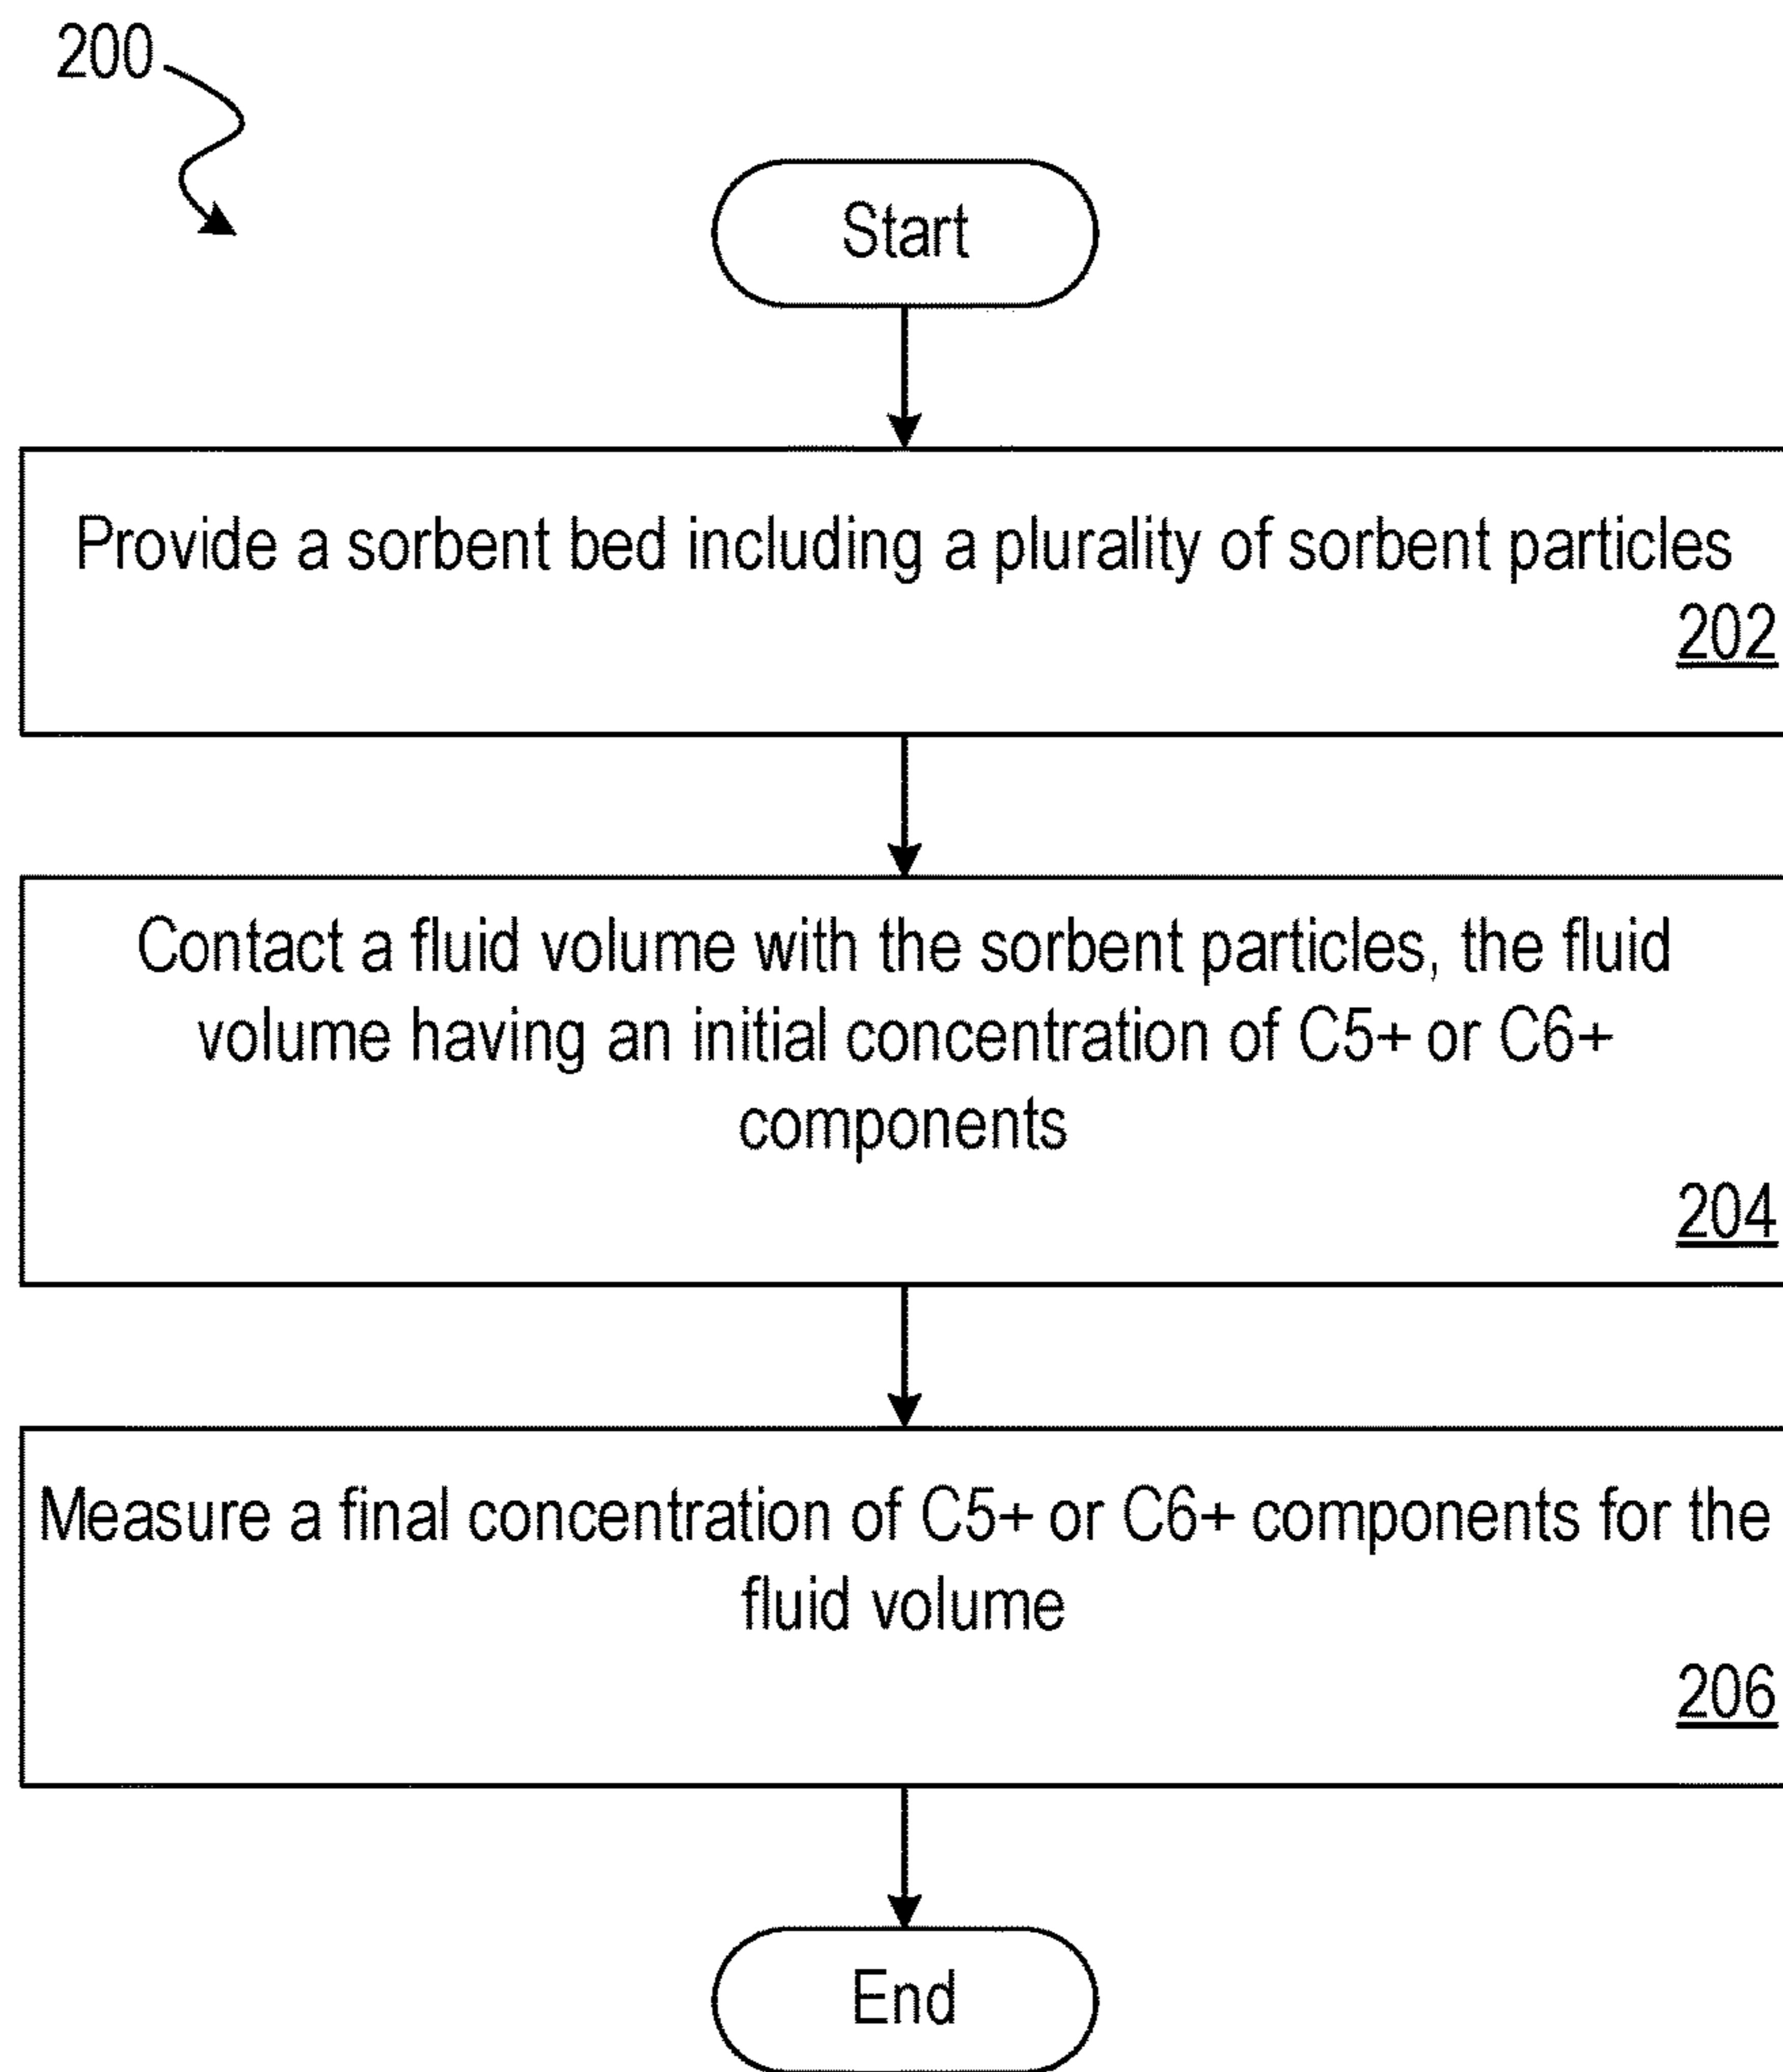 200
Start
Provide a sorbent bed including a plurality of sorbent particles
202
Contact a fluid volume with the sorbent particles, the fluid
volume having an initial concentration of C5+ or C6+
components
204
Measure a final concentration of C5+ or C6+ components for the
fluid volume
206
End